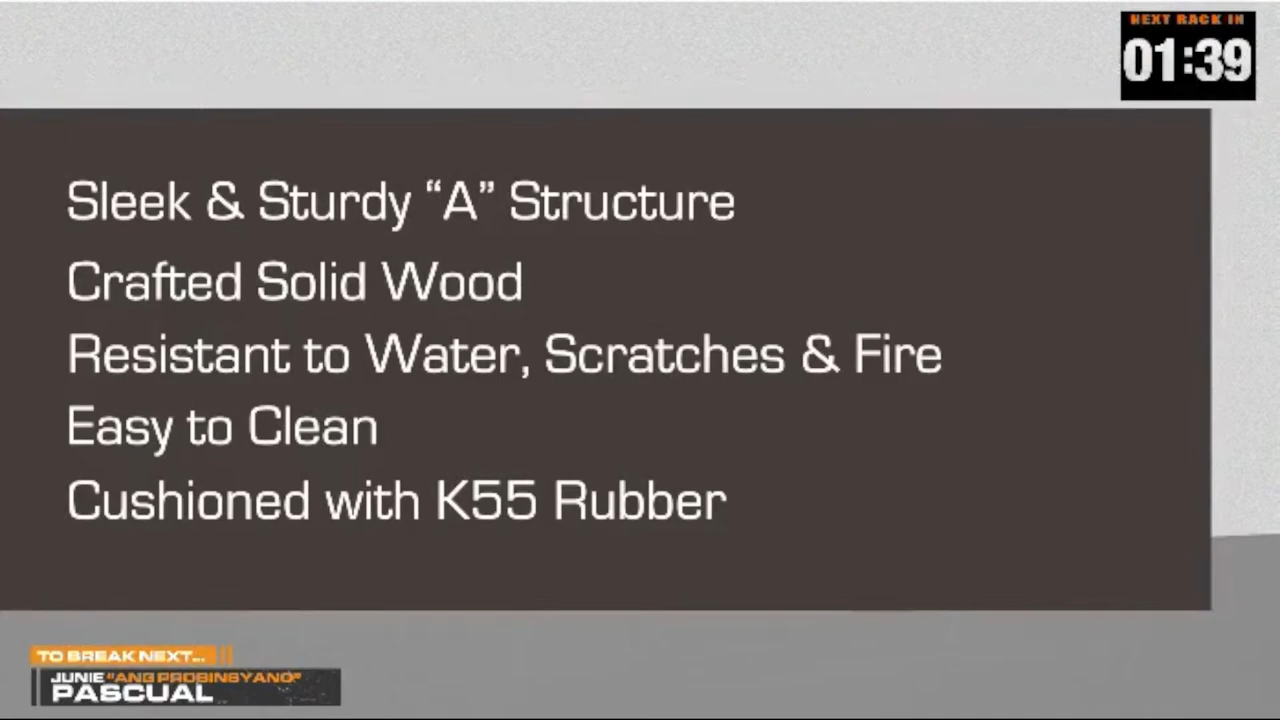 NEXT RACK IN
01:39
Sleek & Sturdy “A” Structure
Crafted Solid Wood
Resistant to Water, Scratches & Fire
Easy to Clean
Cushioned with K55 Rubber
TO BREAK NEXT...
JUNIE "ANG PROBINSYANO"
PASCUAL